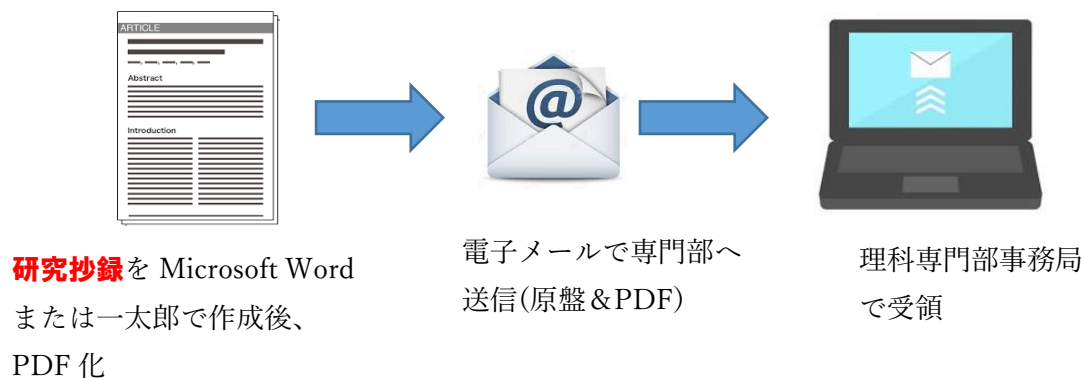 ARTICLE
Abstract
Introduction
@
研究抄録を Microsoft Word
または一太郎で作成後、
PDF 化
電子メールで専門部へ
送信(原盤＆PDF)
理科専門部事務局
で受領